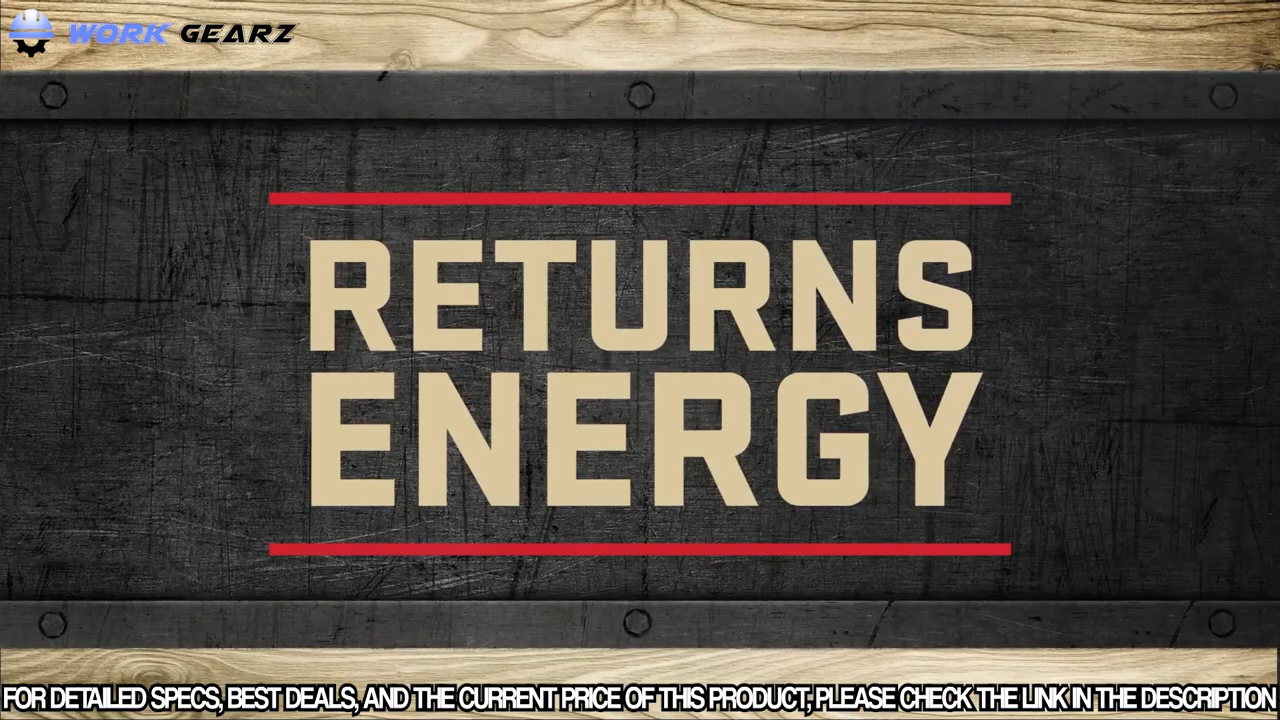 WORK GEARZ
RETURNS
ENERGY
FOR DETAILED SPECS, BEST DEALS, AND THE CURRENT PRICE OF THIS PRODUCT, PLEASE CHECK THE LINK IN THE DESCRIPTION